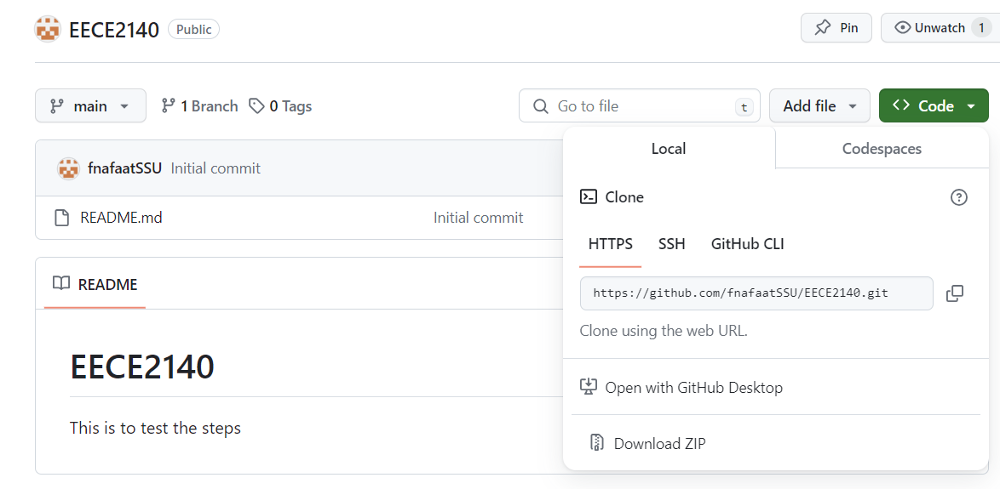 EECE2140 Public Pin Unwatch 1
main 1 Branch 0 Tags Go to file t Add file Code
fnafaatSSU Initial commit
README.md Initial commit
README
EECE2140
This is to test the steps
Local Codespaces
Clone
HTTPS SSH GitHub CLI
https://github.com/fnafaatSSU/EECE2140.git
Clone using the web URL.
Open with GitHub Desktop
Download ZIP